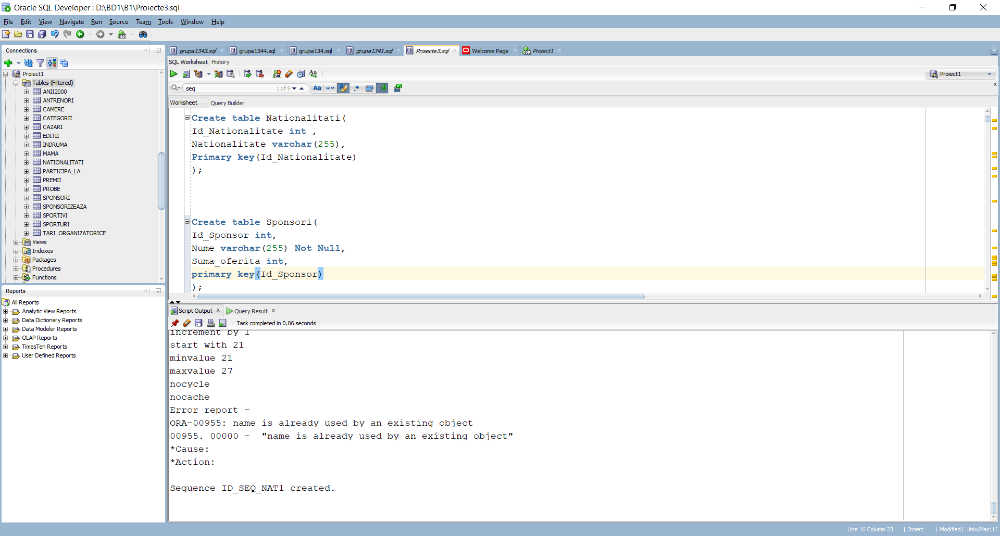 Oracle SQL Developer : D:\BD1\B1\Proiecte3.sql
File Edit View Navigate Run Source Team Tools Window Help
Connections
Proiect1
Tables (Filtered)
ANII2000
ANTRENORI
CAMERE
CATEGORII
CAZARI
EDITII
INDRUMA
MAMA
NATIONALITATI
PARTICIPA_LA
PREMII
PROBE
SPONSORI
SPONSORIZEAZA
SPORTIVI
SPORTURI
TARI_ORGANIZATORICE
Views
Indexes
Packages
Procedures
Functions
Reports
All Reports
Analytic View Reports
Data Dictionary Reports
Data Modeler Reports
OLAP Reports
TimesTen Reports
User Defined Reports
grupa1343.sql grupa1344.sql grupa134.sql grupa1341.sql Proiecte3.sql Welcome Page Proiect1
SQL Worksheet History
Proiect1
seq 1 of 9
Worksheet Query Builder
Create table Nationalitati(
Id_Nationalitate int ,
Nationalitate varchar(255),
Primary key(Id_Nationalitate)
);
Create table Sponsori(
Id_Sponsor int,
Nume varchar(255) Not Null,
Suma_oferita int,
primary key(Id_Sponsor)
);
Script Output Query Result
Task completed in 0.06 seconds
increment by 1
start with 21
minvalue 21
maxvalue 27
nocycle
nocache
Error report -
ORA-00955: name is already used by an existing object
00955. 00000 - "name is already used by an existing object"
*Cause:
*Action:
Sequence ID_SEQ_NAT1 created.
Line 16 Column 23 Insert Modified Unix/Mac: LF